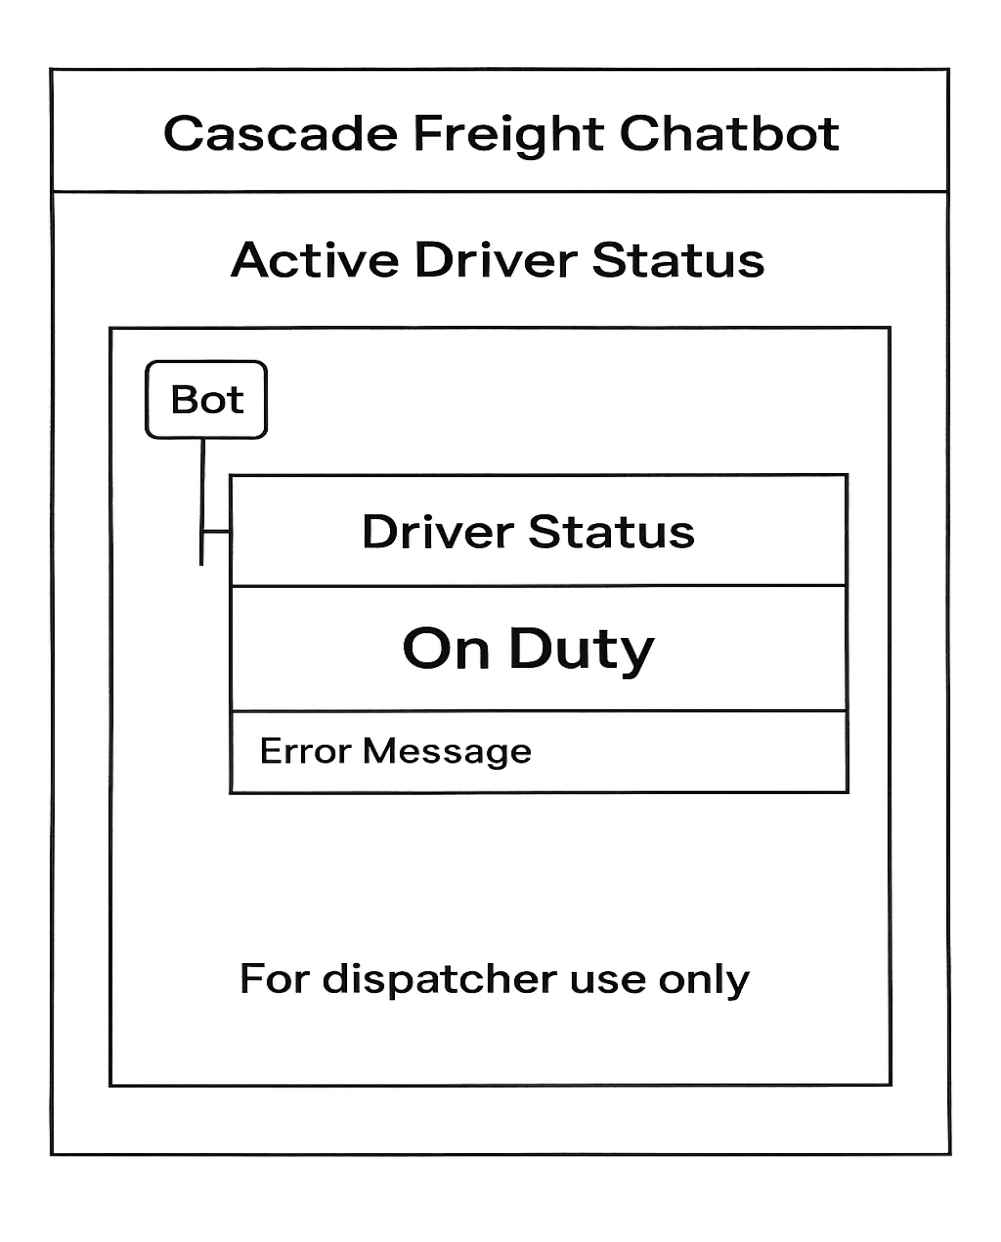 Cascade Freight Chatbot
Active Driver Status
Bot
Driver Status
On Duty
Error Message
For dispatcher use only